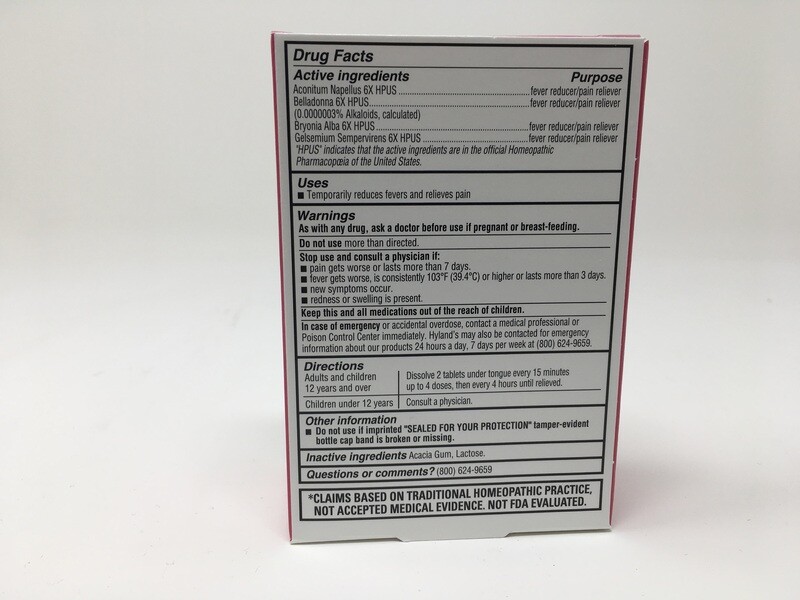 Drug Facts
Active ingredients Purpose
Aconitum Napellus 6X HPUS ..................................fever reducer/pain reliever
Belladonna 6X HPUS..........................................fever reducer/pain reliever
(0.0000003% Alkaloids, calculated)
Bryonia Alba 6X HPUS........................................fever reducer/pain reliever
Gelsemium Sempervirens 6X HPUS ...........................fever reducer/pain reliever
"HPUS" indicates that the active ingredients are in the official Homeopathic
Pharmacopœia of the United States.
Uses
■ Temporarily reduces fevers and relieves pain
Warnings
As with any drug, ask a doctor before use if pregnant or breast-feeding.
Do not use more than directed.
Stop use and consult a physician if:
■ pain gets worse or lasts more than 7 days.
■ fever gets worse, is consistently 103°F (39.4°C) or higher or lasts more than 3 days.
■ new symptoms occur.
■ redness or swelling is present.
Keep this and all medications out of the reach of children.
In case of emergency or accidental overdose, contact a medical professional or
Poison Control Center immediately. Hyland's may also be contacted for emergency
information about our products 24 hours a day, 7 days per week at (800) 624-9659.
Directions
Adults and children
12 years and over
Dissolve 2 tablets under tongue every 15 minutes
up to 4 doses, then every 4 hours until relieved.
Children under 12 years Consult a physician.
Other information
■ Do not use if imprinted "SEALED FOR YOUR PROTECTION" tamper-evident
bottle cap band is broken or missing.
Inactive ingredients Acacia Gum, Lactose.
Questions or comments? (800) 624-9659
*CLAIMS BASED ON TRADITIONAL HOMEOPATHIC PRACTICE,
NOT ACCEPTED MEDICAL EVIDENCE. NOT FDA EVALUATED.